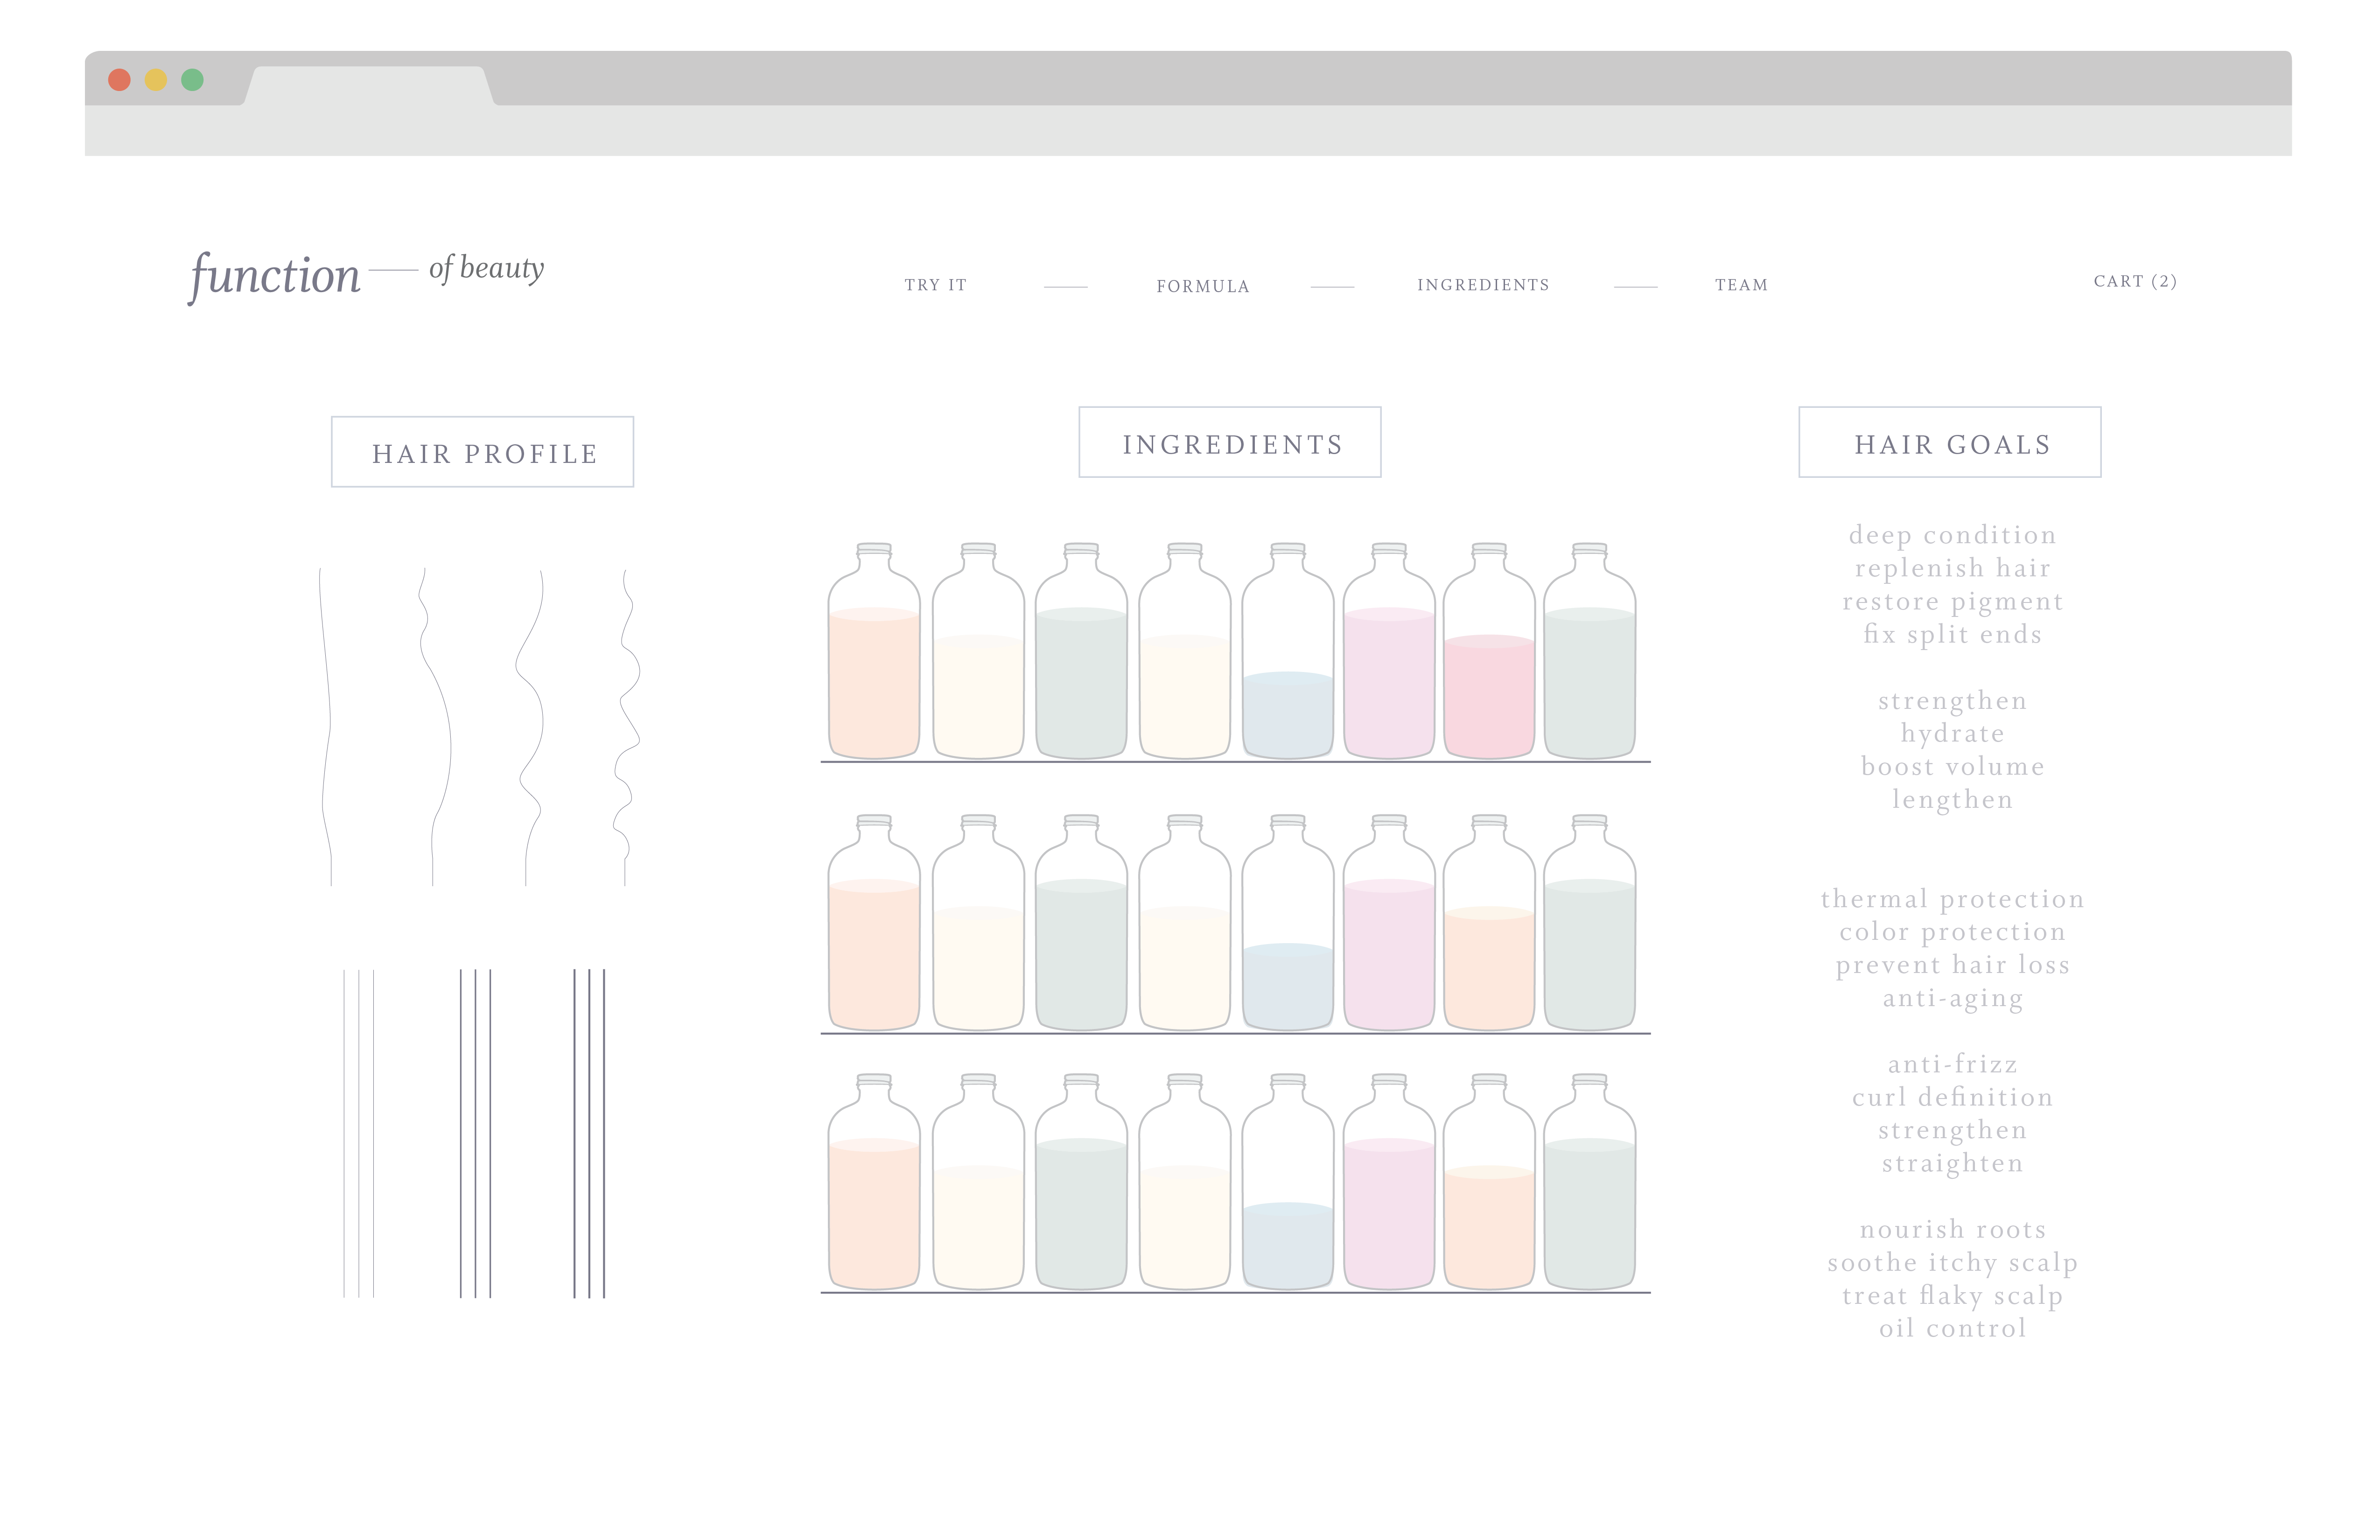 function — of beauty
TRY IT — FORMULA — INGREDIENTS — TEAM
CART (2)
HAIR PROFILE
INGREDIENTS
HAIR GOALS
deep condition
replenish hair
restore pigment
fix split ends
strengthen
hydrate
boost volume
lengthen
thermal protection
color protection
prevent hair loss
anti-aging
anti-frizz
curl definition
strengthen
straighten
nourish roots
soothe itchy scalp
treat flaky scalp
oil control